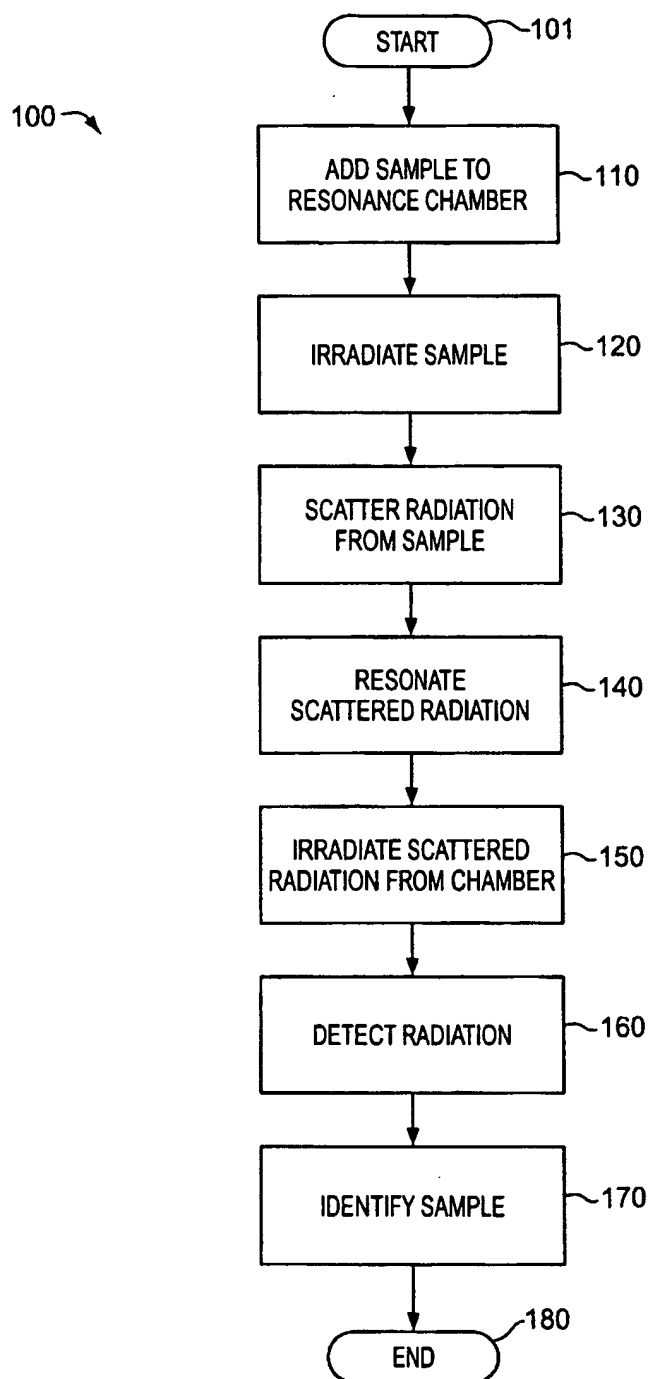 START
101
100
ADD SAMPLE TO
RESONANCE CHAMBER
110
IRRADIATE SAMPLE
120
SCATTER RADIATION
FROM SAMPLE
130
RESONATE
SCATTERED RADIATION
140
IRRADIATE SCATTERED
RADIATION FROM CHAMBER
150
DETECT RADIATION
160
IDENTIFY SAMPLE
170
END
180